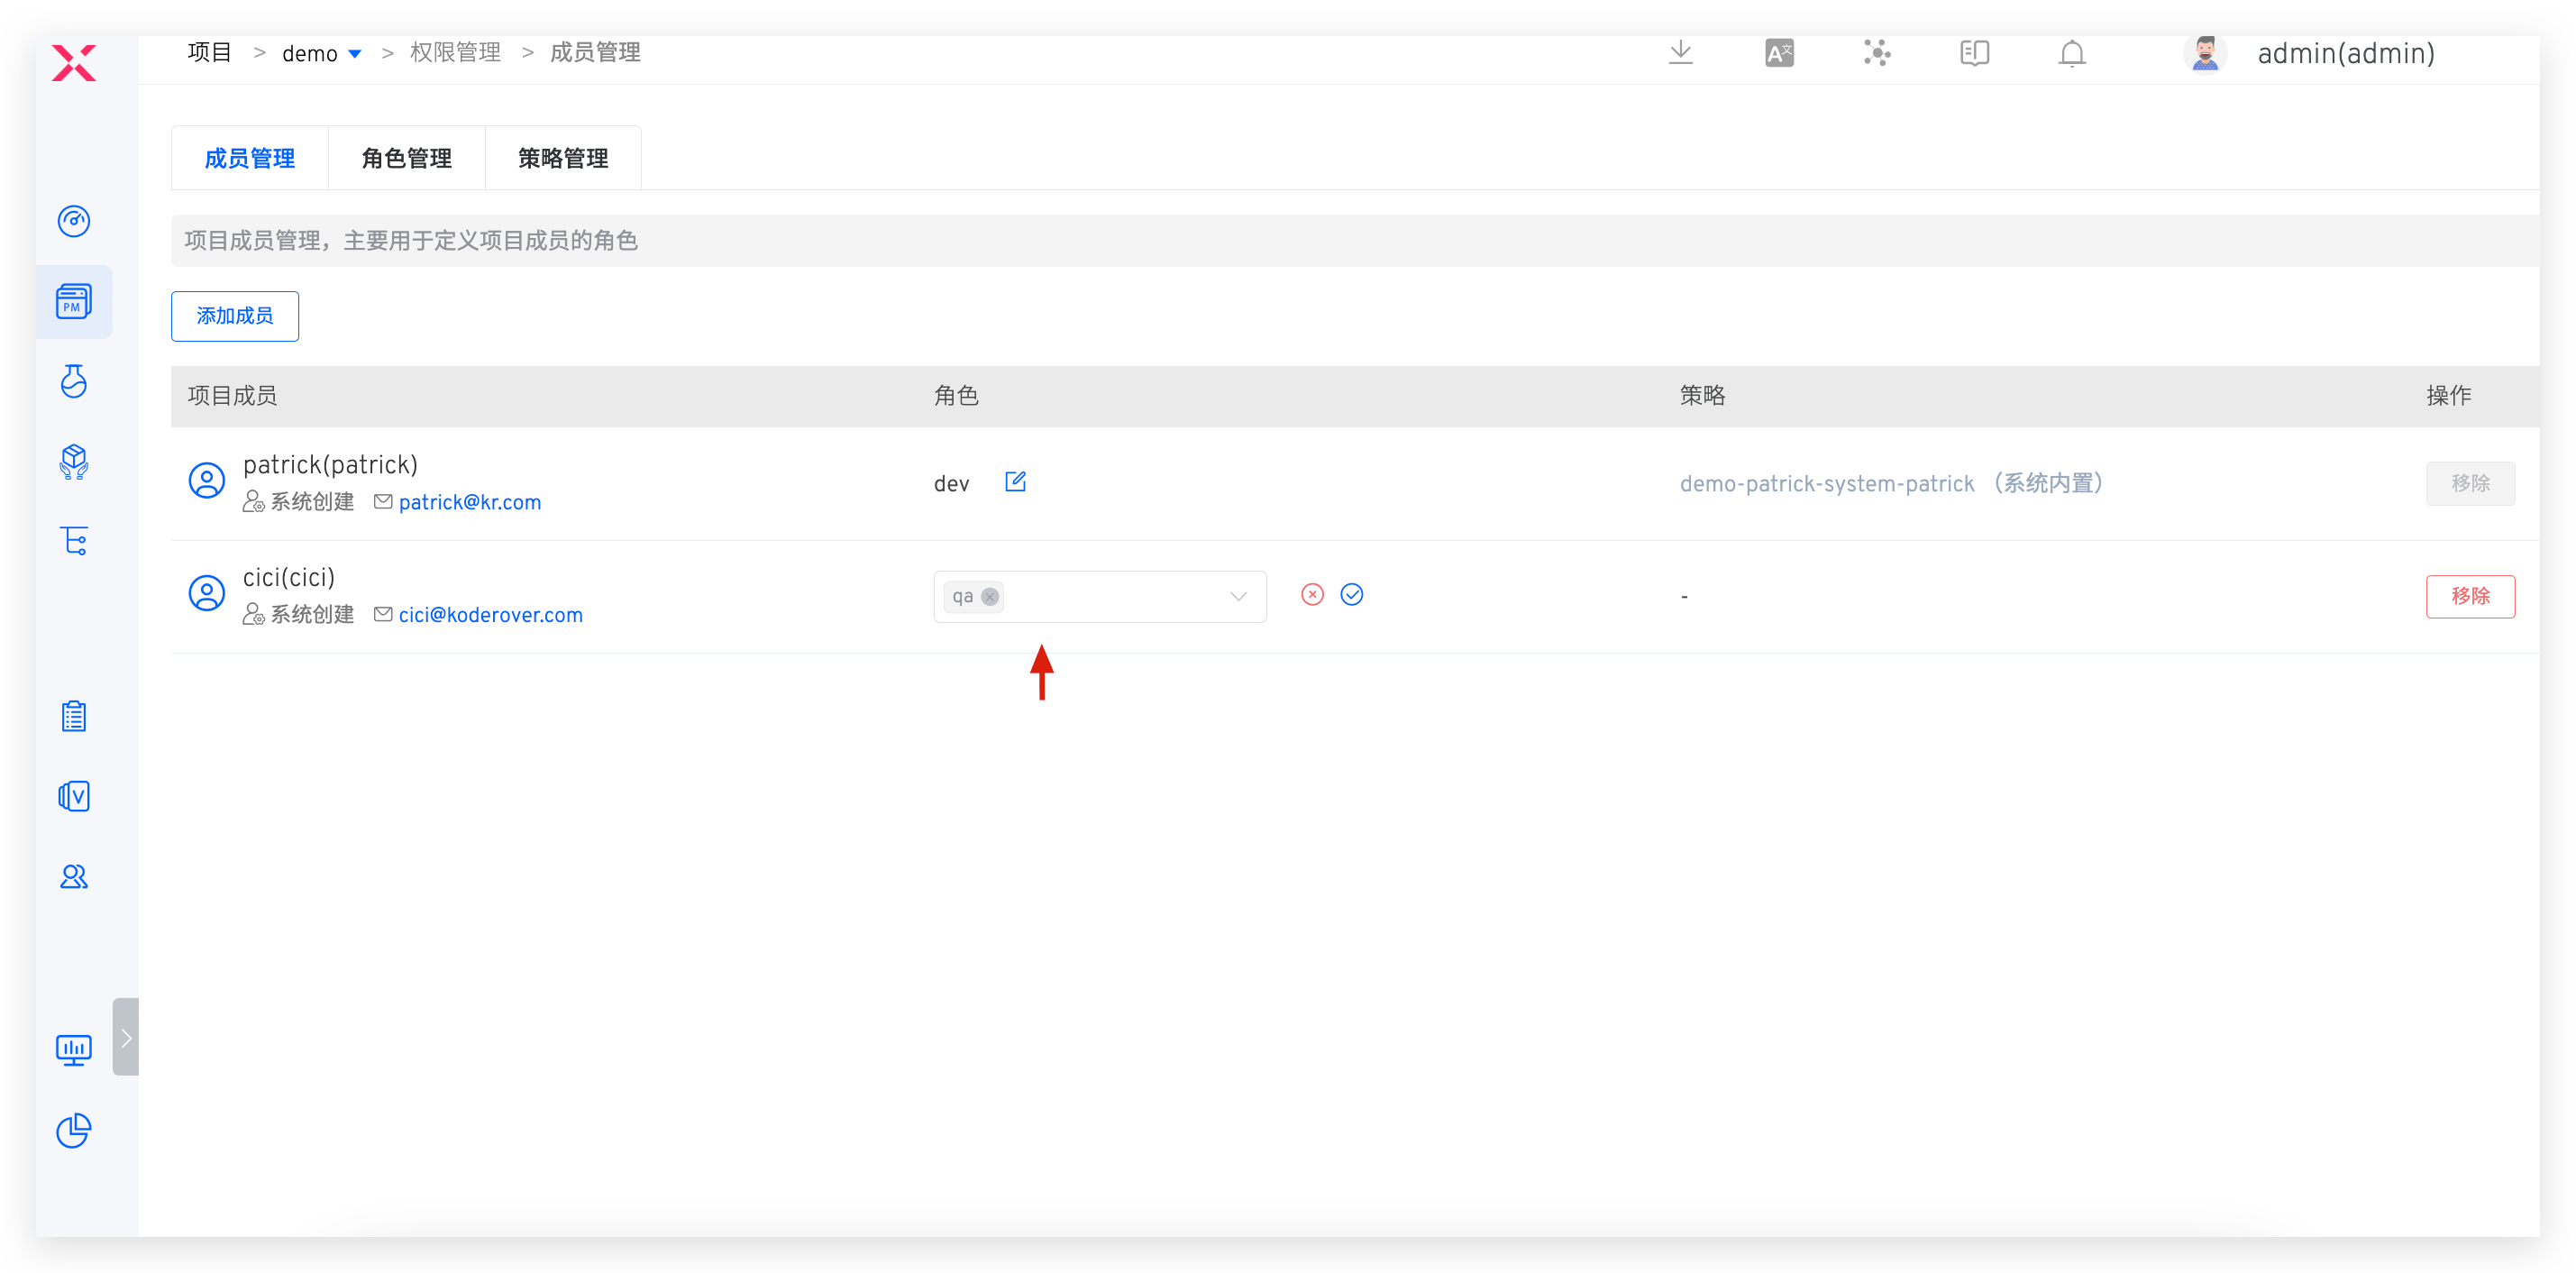 项目 > demo > 权限管理 > 成员管理
A文
admin(admin)
成员管理 角色管理 策略管理
项目成员管理，主要用于定义项目成员的角色
PM
添加成员
项目成员 角色 策略 操作
patrick(patrick)
系统创建 patrick@kr.com
dev
demo-patrick-system-patrick （系统内置）
移除
cici(cici)
系统创建 cici@koderover.com
qa
-
移除
V